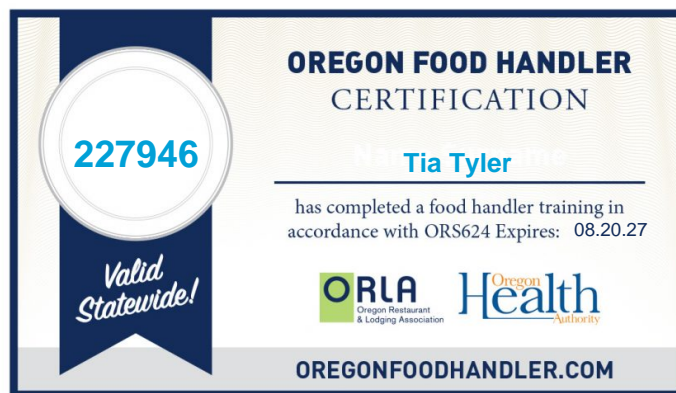 227946
Valid
Statewide!
OREGON FOOD HANDLER
CERTIFICATION
Tia Tyler
has completed a food handler training in
accordance with ORS624 Expires: 08.20.27
ORLA
Oregon Restaurant
& Lodging Association
Oregon
Health
Authority
OREGONFOODHANDLER.COM